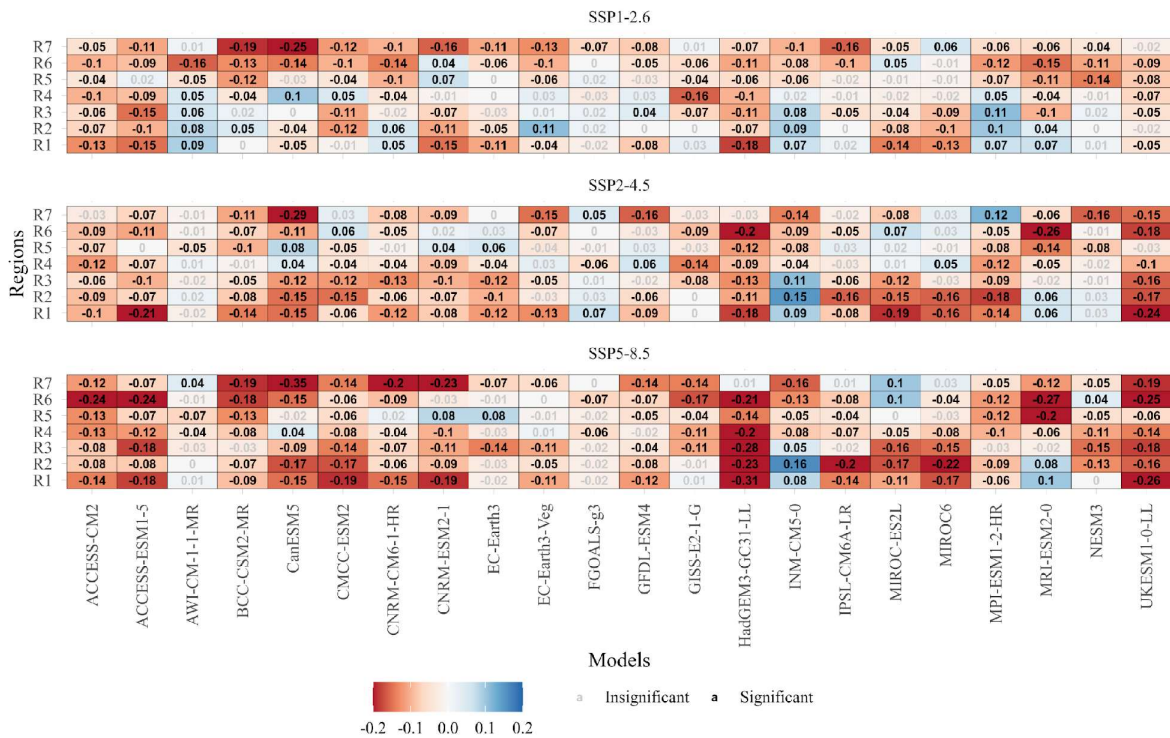 SSP1-2.6
R7 -0.05 -0.11 0.01 -0.19 -0.25 -0.12 -0.1 -0.16 -0.11 -0.13 -0.07 -0.08 0.01 -0.07 -0.1 -0.16 -0.05 0.06 -0.06 -0.06 -0.04 -0.02
R6 -0.1 -0.09 -0.16 -0.13 -0.14 -0.1 -0.14 0.04 -0.06 -0.1 0 -0.05 -0.06 -0.11 -0.08 -0.1 0.05 -0.01 -0.12 -0.15 -0.11 -0.09
R5 -0.04 0.02 -0.05 -0.12 -0.03 -0.04 -0.1 0.07 0 -0.06 0.02 -0.03 -0.04 -0.06 -0.06 0 0 -0.01 -0.07 -0.11 -0.14 -0.08
R4 -0.1 -0.09 0.05 -0.04 0.1 0.05 -0.04 -0.01 0 0.03 0.03 0.03 -0.16 -0.1 0.02 -0.01 -0.02 -0.02 0.05 -0.04 -0.01 -0.07
R3 -0.06 -0.15 0.06 0.02 0 -0.11 -0.02 -0.07 -0.03 0.01 0.02 0.04 -0.07 -0.11 0.08 -0.05 -0.04 -0.09 0.11 -0.1 0.02 -0.05
R2 -0.07 -0.1 0.08 0.05 -0.04 -0.12 0.06 -0.11 -0.05 0.11 0.02 0 0 -0.07 0.09 0 -0.08 -0.1 0.1 0.04 0 -0.02
R1 -0.13 -0.15 0.09 0 -0.05 -0.01 0.05 -0.15 -0.11 -0.04 -0.02 -0.08 0.03 -0.18 0.07 0.02 -0.14 -0.13 0.07 0.07 0.01 -0.05
SSP2-4.5
R7 -0.03 -0.07 -0.01 -0.11 -0.29 0.03 -0.08 -0.09 0 -0.15 0.05 -0.16 -0.03 -0.03 -0.14 -0.02 -0.08 0.03 0.12 -0.06 -0.16 -0.15
R6 -0.09 -0.11 -0.01 -0.07 -0.11 0.06 -0.05 0.02 0.03 -0.07 0 -0.03 -0.09 -0.2 -0.09 -0.05 0.07 0.03 -0.05 -0.26 -0.01 -0.18
R5 -0.07 0 -0.05 -0.1 0.08 -0.05 -0.01 0.04 0.06 -0.04 -0.01 0.03 -0.03 -0.12 -0.08 0.03 0.02 -0.01 -0.08 -0.14 -0.08 -0.03
R4 -0.12 -0.07 0.01 -0.01 0.04 -0.04 -0.04 -0.09 -0.04 0.03 -0.06 0.06 -0.14 -0.09 -0.04 -0.03 0.01 0.05 -0.12 -0.05 -0.02 -0.1
R3 -0.06 -0.1 -0.02 -0.06 -0.12 -0.12 -0.13 -0.1 -0.12 -0.05 -0.02 -0.01 -0.08 -0.09 0.11 -0.06 -0.12 -0.03 -0.09 -0.01 -0.02 -0.16
R2 -0.09 -0.07 0.02 -0.08 -0.15 -0.15 -0.06 -0.07 -0.1 -0.03 0.03 -0.06 0 -0.11 0.15 -0.16 -0.15 -0.16 -0.18 0.06 0.03 -0.17
R1 -0.1 -0.21 -0.02 -0.14 -0.15 -0.06 -0.12 -0.08 -0.12 -0.13 0.07 -0.09 0 -0.18 0.09 -0.08 -0.19 -0.16 -0.14 0.06 0.03 -0.24
Regions
SSP5-8.5
R7 -0.12 -0.07 0.04 -0.19 -0.35 -0.14 -0.2 -0.23 -0.07 -0.06 0 -0.14 -0.14 0.01 -0.16 0.01 0.1 0.03 -0.05 -0.12 -0.05 -0.19
R6 -0.24 -0.24 -0.01 -0.18 -0.15 -0.06 -0.09 -0.03 -0.01 0 -0.07 -0.07 -0.17 -0.21 -0.13 -0.08 0.1 -0.04 -0.12 -0.27 0.04 -0.25
R5 -0.13 -0.07 -0.07 -0.13 -0.02 -0.06 0.02 0.08 0.08 -0.01 -0.02 -0.05 -0.04 -0.14 -0.05 -0.04 0 -0.03 -0.12 -0.2 -0.05 -0.06
R4 -0.13 -0.12 -0.04 -0.08 0.04 -0.08 -0.04 -0.1 -0.03 0.01 -0.06 -0.02 -0.11 -0.2 -0.08 -0.07 -0.05 -0.08 -0.1 -0.06 -0.11 -0.14
R3 -0.08 -0.18 -0.03 -0.03 -0.09 -0.14 -0.07 -0.11 -0.14 -0.11 -0.02 -0.04 -0.11 -0.28 0.05 -0.02 -0.16 -0.15 -0.03 -0.02 -0.15 -0.18
R2 -0.08 -0.08 0 -0.07 -0.17 -0.17 -0.06 -0.09 -0.03 -0.05 -0.02 -0.08 -0.01 -0.23 0.16 -0.2 -0.17 -0.22 -0.09 0.08 -0.13 -0.16
R1 -0.14 -0.18 0.01 -0.09 -0.15 -0.19 -0.15 -0.19 -0.02 -0.11 -0.02 -0.12 0.01 -0.31 0.08 -0.14 -0.11 -0.17 -0.06 0.1 0 -0.26
ACCESS-CM2
ACCESS-ESM1-5
AWI-CM-1-1-MR
BCC-CSM2-MR
CanESM5
CMCC-ESM2
CNRM-CM6-1-HR
CNRM-ESM2-1
EC-Earth3
EC-Earth3-Veg
FGOALS-g3
GFDL-ESM4
GISS-E2-1-G
HadGEM3-GC31-LL
INM-CM5-0
IPSL-CM6A-LR
MIROC-ES2L
MIROC6
MPI-ESM1-2-HR
MRI-ESM2-0
NESM3
UKESM1-0-LL
Models
a Insignificant a Significant
-0.2 -0.1 0.0 0.1 0.2